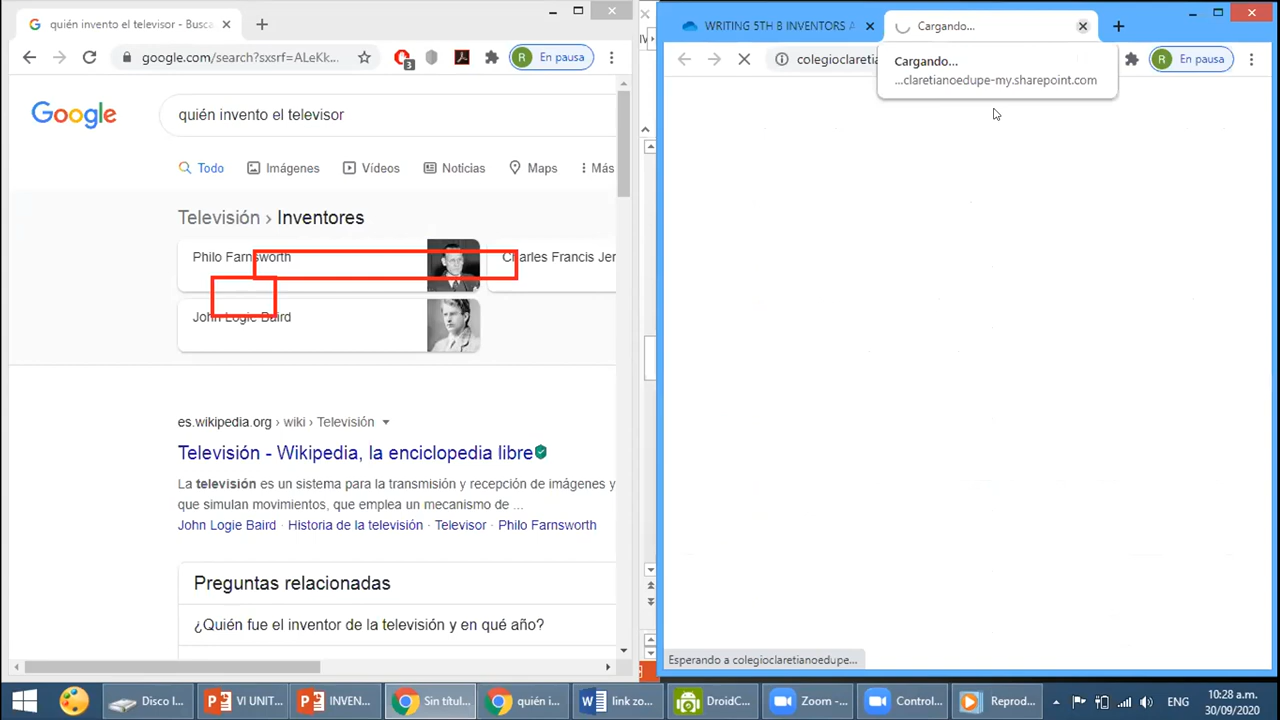 quién invento el televisor - Busca
google.com/search?sxsrf=ALeKk...
3
R En pausa
Google
quién invento el televisor
Todo Imágenes Vídeos Noticias Maps Más
Televisión › Inventores
Philo Farnsworth
Charles Francis Jer
John Logie Baird
es.wikipedia.org › wiki › Televisión
Televisión - Wikipedia, la enciclopedia libre
La televisión es un sistema para la transmisión y recepción de imágenes y
que simulan movimientos, que emplea un mecanismo de ...
John Logie Baird · Historia de la televisión · Televisor · Philo Farnsworth
Preguntas relacionadas
¿Quién fue el inventor de la televisión y en qué año?
WRITING 5TH B INVENTORS A
Cargando...
colegioclaretia
R En pausa
Cargando...
...claretianoedupe-my.sharepoint.com
Esperando a colegioclaretianoedupe...
Disco l... VI UNIT... INVEN... Sin títul... quién i... link zo... DroidC... Zoom -... Control... Reprod...
ENG
10:28 a.m.
30/09/2020